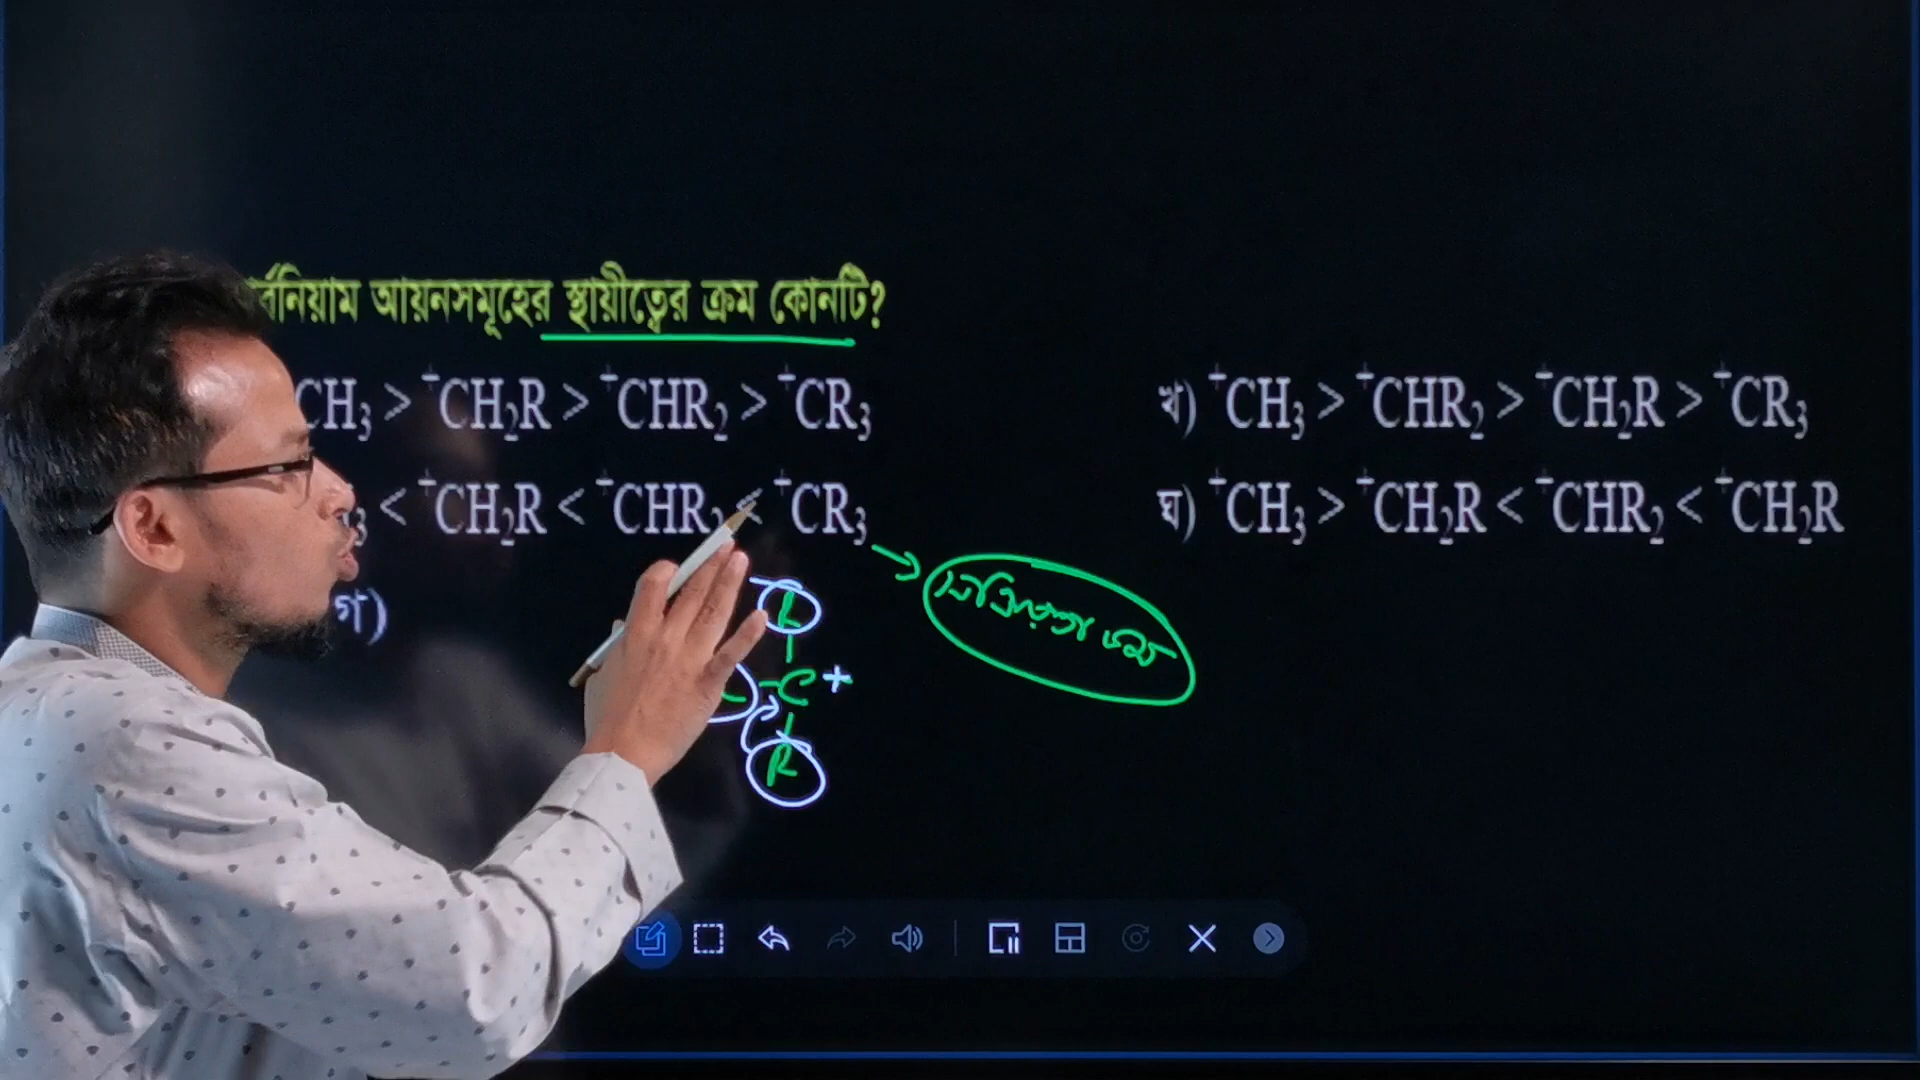 র্বনিয়াম আয়নসমূহের স্থায়ীত্বের ক্রম কোনটি?
CH₃ > ⁺CH₂R > ⁺CHR₂ > ⁺CR₃
খ) ⁺CH₃ > ⁺CHR₂ > ⁺CH₂R > ⁺CR₃
₃ < ⁺CH₂R < ⁺CHR₂ < ⁺CR₃
ঘ) ⁺CH₃ > ⁺CH₂R < ⁺CHR₂ < ⁺CH₂R
গ)
R
C +
R